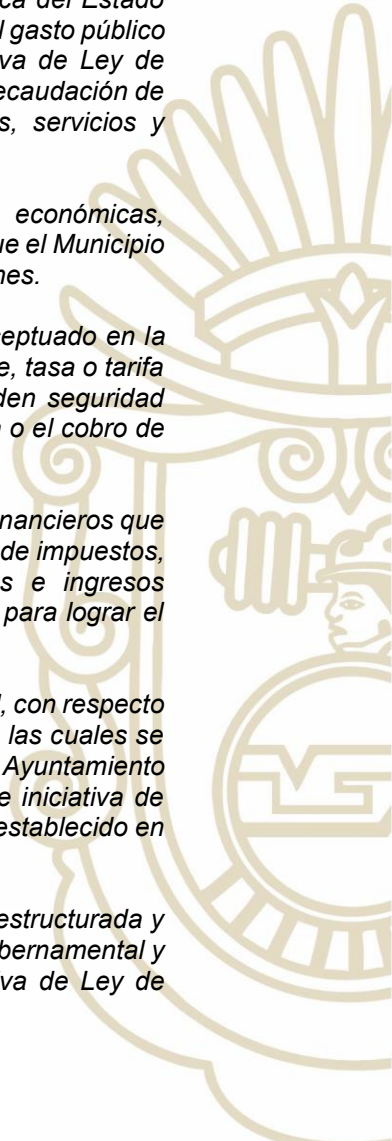 ica del Estado
l gasto público
va de Ley de
ecaudación de
s, servicios y
económicas,
ue el Municipio
nes.
septuado en la
e, tasa o tarifa
den seguridad
o el cobro de
nancieros que
de impuestos,
s e ingresos
para lograr el
, con respecto
las cuales se
Ayuntamiento
e iniciativa de
establecido en
estructurada y
bernamental y
va de Ley de